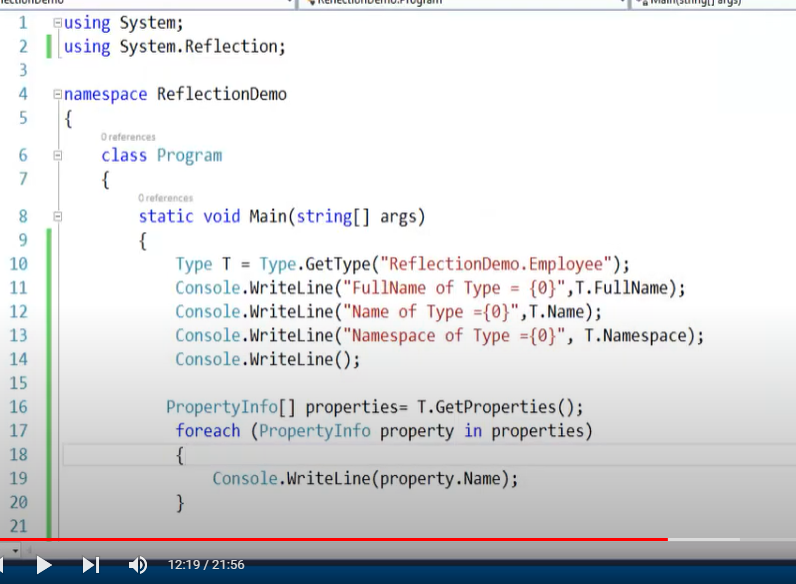 ReflectionDemo.Program
Main(string[] args)
1 using System;
2 using System.Reflection;
3
4 namespace ReflectionDemo
5 {
0 references
6 class Program
7 {
0 references
8 static void Main(string[] args)
9 {
10 Type T = Type.GetType("ReflectionDemo.Employee");
11 Console.WriteLine("FullName of Type = {0}",T.FullName);
12 Console.WriteLine("Name of Type ={0}",T.Name);
13 Console.WriteLine("Namespace of Type ={0}", T.Namespace);
14 Console.WriteLine();
15
16 PropertyInfo[] properties= T.GetProperties();
17 foreach (PropertyInfo property in properties)
18 {
19 Console.WriteLine(property.Name);
20 }
21
12:19 / 21:56